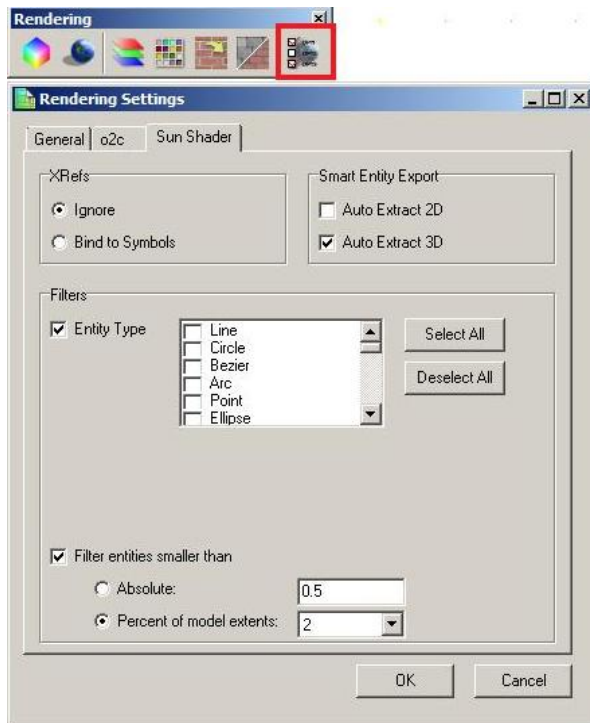 Rendering
Rendering Settings
General o2c Sun Shader
XRefs
Ignore
Bind to Symbols
Smart Entity Export
Auto Extract 2D
Auto Extract 3D
Filters
Entity Type
Line
Circle
Bezier
Arc
Point
Ellipse
Select All
Deselect All
Filter entities smaller than
Absolute: 0.5
Percent of model extents: 2
OK Cancel